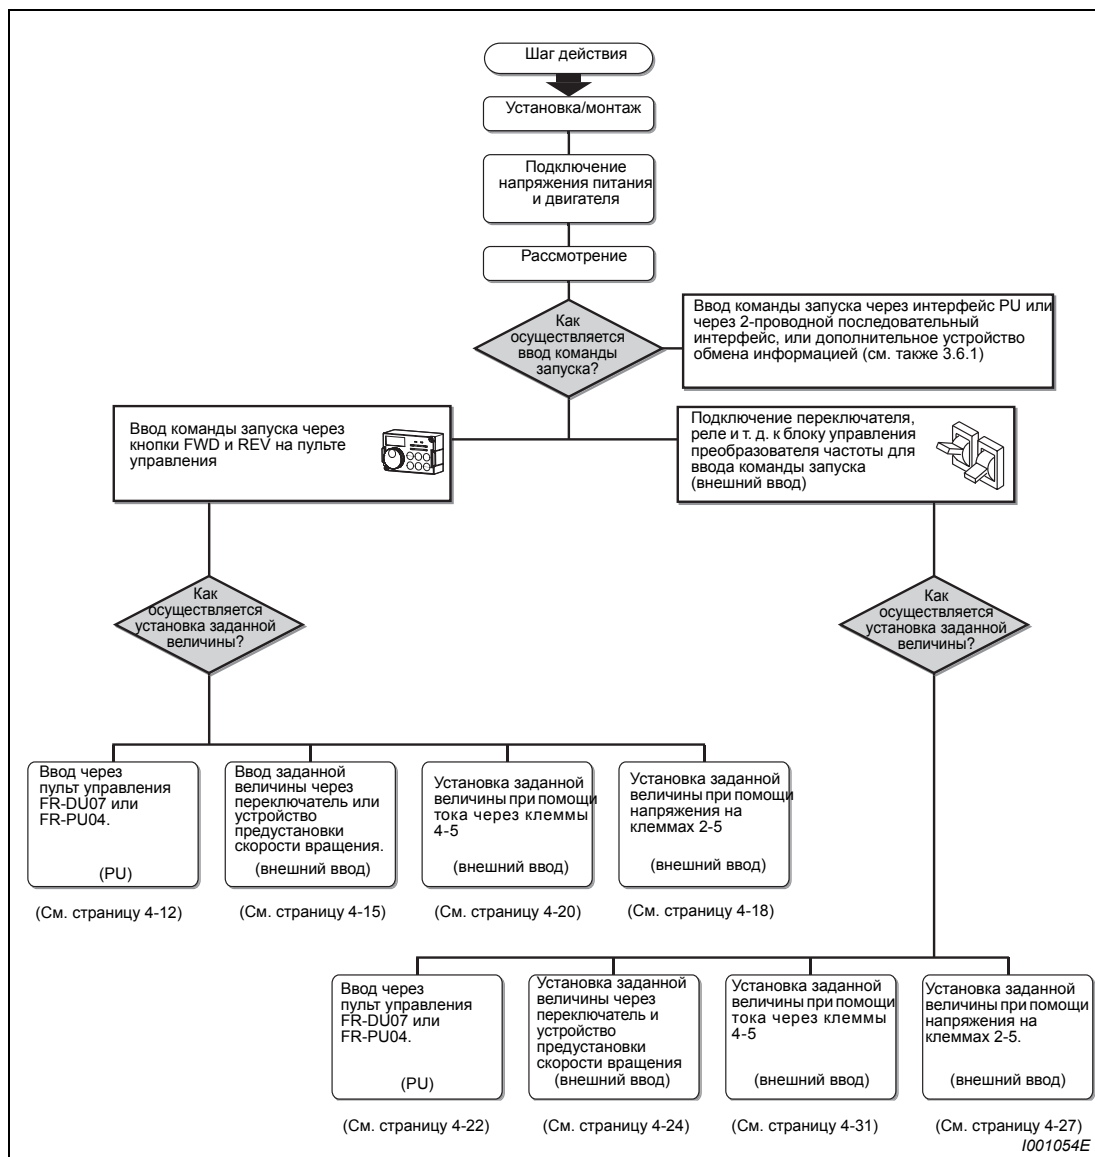 Шаг действия
Установка/монтаж
Подключение
напряжения питания
и двигателя
Рассмотрение
Как
осуществляется
ввод команды
запуска?
Ввод команды запуска через интерфейс PU или
через 2-проводной последовательный
интерфейс, или дополнительное устройство
обмена информацией (см. также 3.6.1)
Ввод команды запуска через
кнопки FWD и REV на пульте
управления
Подключение переключателя,
реле и т. д. к блоку управления
преобразователя частоты для
ввода команды запуска
(внешний ввод)
Как
осуществляется
установка заданной
величины?
Как
осуществляется
установка заданной
величины?
Ввод через
пульт управления
FR-DU07 или
FR-PU04.
(PU)
Ввод заданной
величины через
переключатель или
устройство
предустановки
скорости вращения.
(внешний ввод)
Установка заданной
величины при помощи
тока через клеммы
4-5
(внешний ввод)
Установка заданной
величины при помощи
напряжения на
клеммах 2-5
(внешний ввод)
(См. страницу 4-12)
(См. страницу 4-15)
(См. страницу 4-20)
(См. страницу 4-18)
Ввод через
пульт управления
FR-DU07 или
FR-PU04.
(PU)
Установка заданной
величины через
переключатель и
устройство
предустановки
скорости вращения
(внешний ввод)
Установка заданной
величины при помощи
тока через клеммы
4-5
(внешний ввод)
Установка заданной
величины при помощи
напряжения на
клеммах 2-5.
(внешний ввод)
(См. страницу 4-22)
(См. страницу 4-24)
(См. страницу 4-31)
(См. страницу 4-27)
I001054E